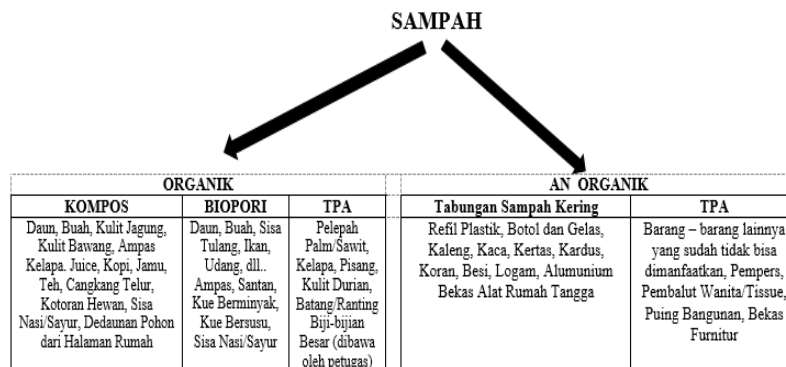 SAMPAH
ORGANIK
AN ORGANIK
KOMPOS
BIOPORI
TPA
Tabungan Sampah Kering
TPA
Daun, Buah, Kulit Jagung,
Kulit Bawang, Ampas
Kelapa. Juice, Kopi, Jamu,
Teh, Cangkang Telur,
Kotoran Hewan, Sisa
Nasi/Sayur, Dedaunan Pohon
dari Halaman Rumah
Daun, Buah, Sisa
Tulang, Ikan,
Udang, dll..
Ampas, Santan,
Kue Berminyak,
Kue Bersusu,
Sisa Nasi/Sayur
Pelepah
Palm/Sawit,
Kelapa, Pisang,
Kulit Durian,
Batang/Ranting
Biji-bijian
Besar (dibawa
oleh petugas)
Refil Plastik, Botol dan Gelas,
Kaleng, Kaca, Kertas, Kardus,
Koran, Besi, Logam, Alumunium
Bekas Alat Rumah Tangga
Barang – barang lainnya
yang sudah tidak bisa
dimanfaatkan, Pempers,
Pembalut Wanita/Tissue,
Puing Bangunan, Bekas
Furnitur